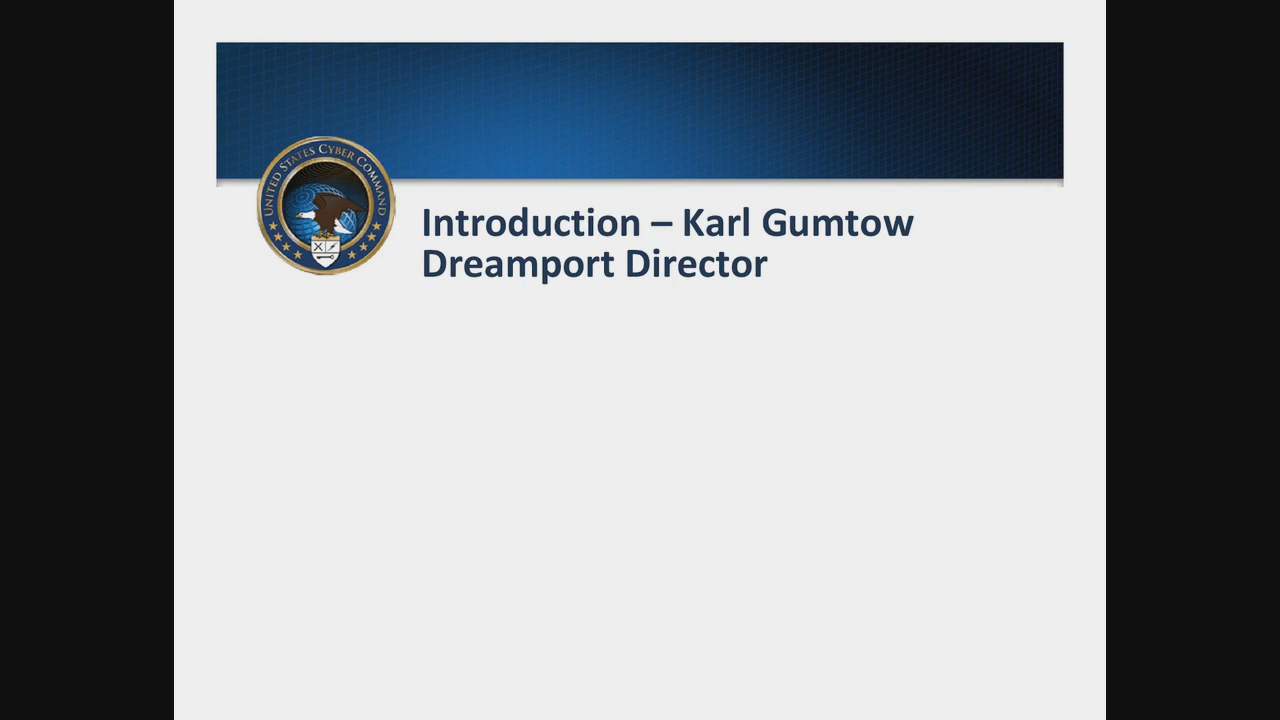 UNITED STATES CYBER COMMAND
Introduction – Karl Gumtow
Dreamport Director